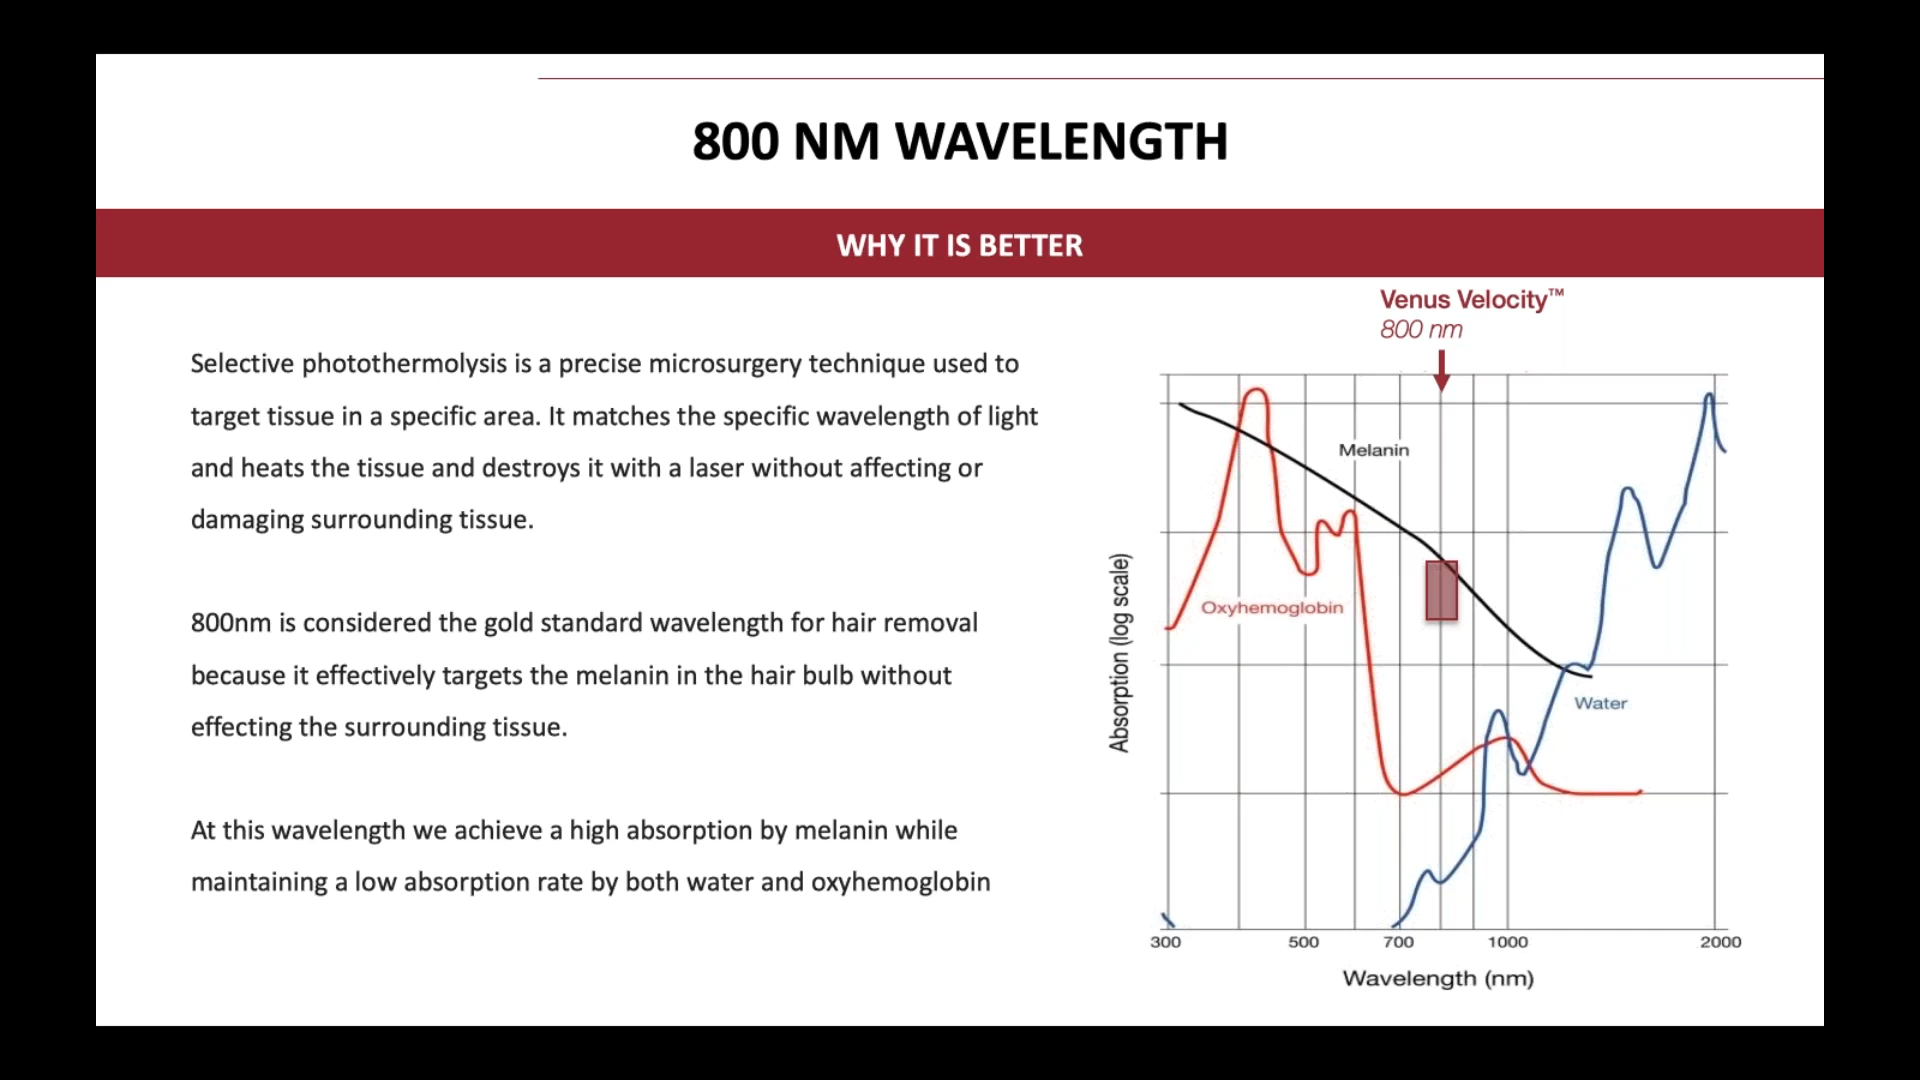 800 NM WAVELENGTH
WHY IT IS BETTER
Selective photothermolysis is a precise microsurgery technique used to
target tissue in a specific area. It matches the specific wavelength of light
and heats the tissue and destroys it with a laser without affecting or
damaging surrounding tissue.
800nm is considered the gold standard wavelength for hair removal
because it effectively targets the melanin in the hair bulb without
effecting the surrounding tissue.
At this wavelength we achieve a high absorption by melanin while
maintaining a low absorption rate by both water and oxyhemoglobin
Venus Velocity™
800 nm
Melanin
Oxyhemoglobin
Water
Absorption (log scale)
300 500 700 1000 2000
Wavelength (nm)